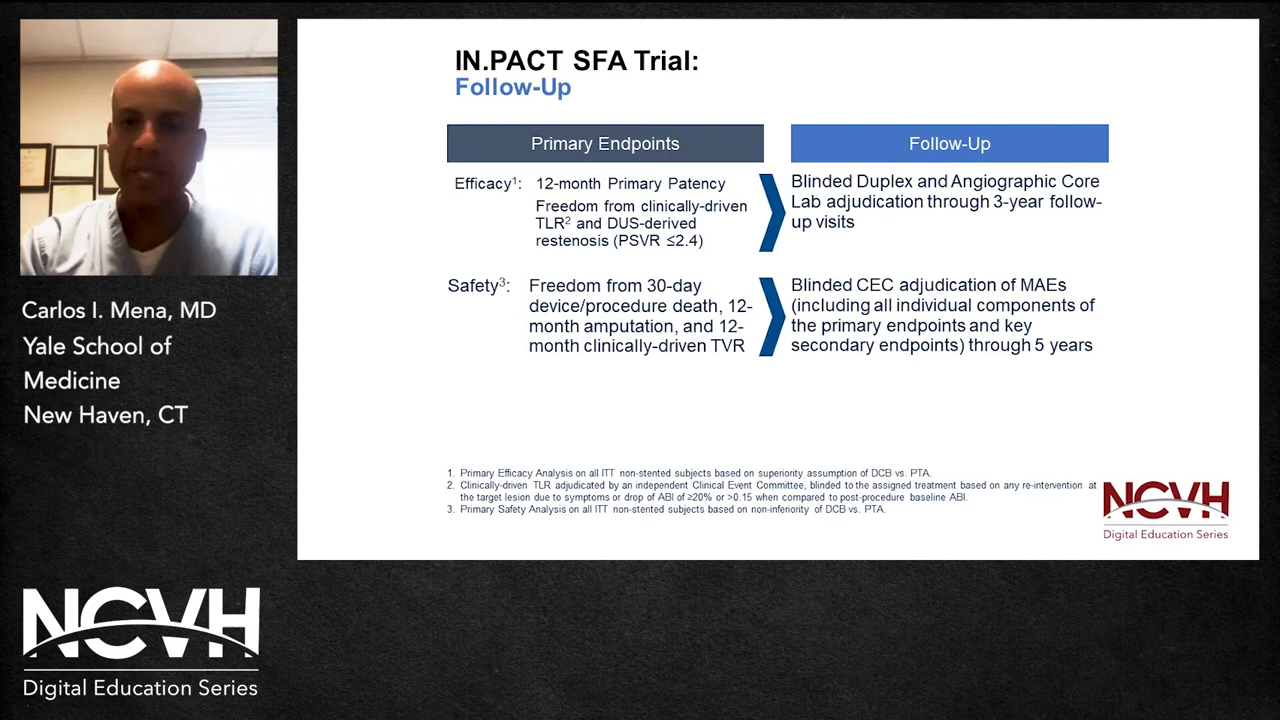 IN.PACT SFA Trial:
Follow-Up
Primary Endpoints
Efficacy¹: 12-month Primary Patency
Freedom from clinically-driven
TLR² and DUS-derived
restenosis (PSVR ≤2.4)
Safety³: Freedom from 30-day
device/procedure death, 12-
month amputation, and 12-
month clinically-driven TVR
Follow-Up
Blinded Duplex and Angiographic Core
Lab adjudication through 3-year follow-
up visits
Blinded CEC adjudication of MAEs
(including all individual components of
the primary endpoints and key
secondary endpoints) through 5 years
1. Primary Efficacy Analysis on all ITT non-stented subjects based on superiority assumption of DCB vs. PTA.
2. Clinically-driven TLR adjudicated by an independent Clinical Event Committee, blinded to the assigned treatment based on any re-intervention at
the target lesion due to symptoms or drop of ABI of ≥20% or >0.15 when compared to post-procedure baseline ABI.
3. Primary Safety Analysis on all ITT non-stented subjects based on non-inferiority of DCB vs. PTA.
NCVH
Digital Education Series
Carlos I. Mena, MD
Yale School of
Medicine
New Haven, CT
NCVH
Digital Education Series